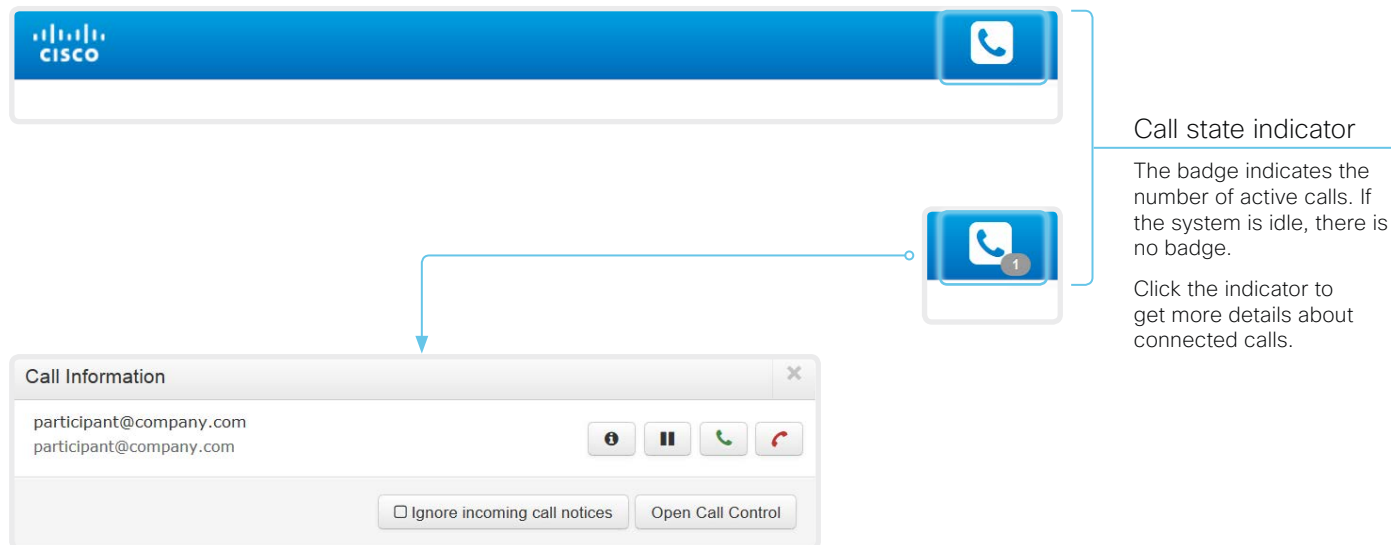 CISCO
Call state indicator
The badge indicates the
number of active calls. If
the system is idle, there is
no badge.
Click the indicator to
get more details about
connected calls.
1
Call Information
participant@company.com
participant@company.com
Ignore incoming call notices
Open Call Control